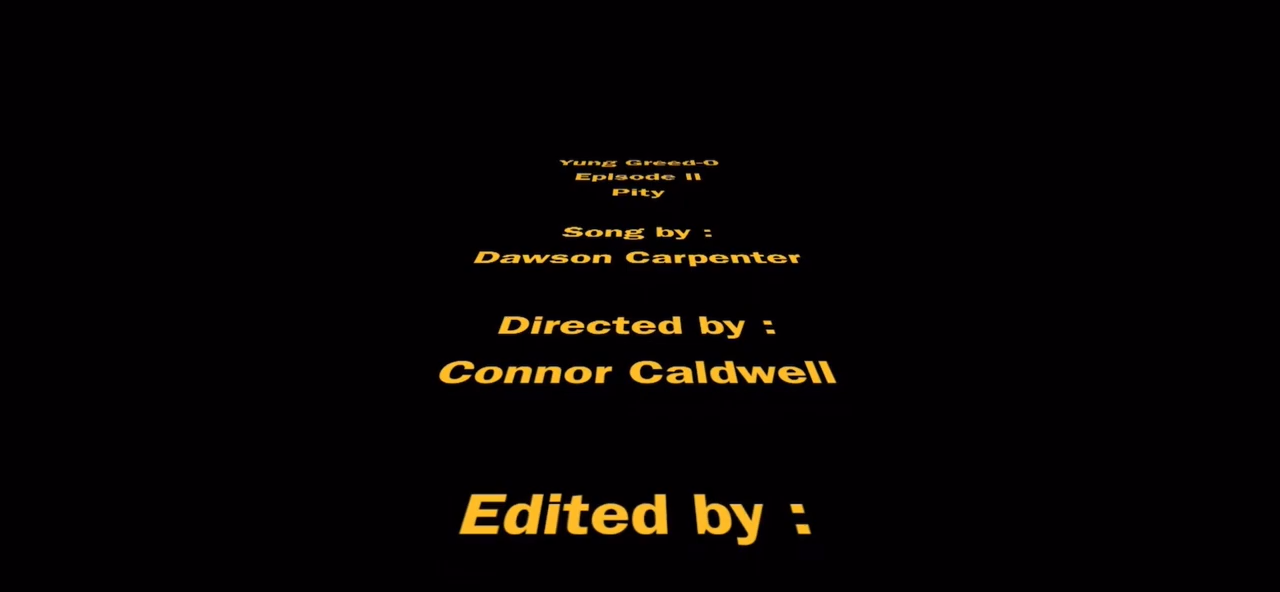 Yung Greed-O
Episode II
Pity
Song by :
Dawson Carpenter
Directed by :
Connor Caldwell
Edited by :